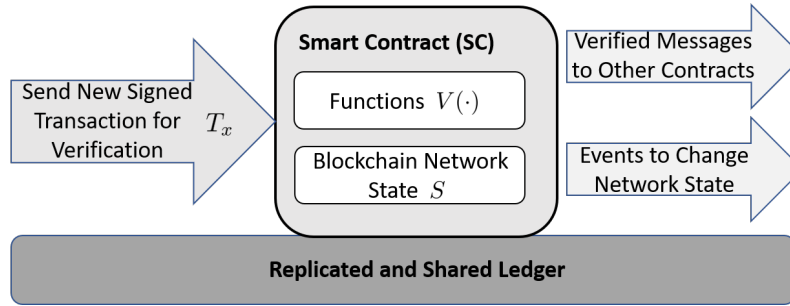 Send New Signed
Transaction for
Verification
Tₓ
Smart Contract (SC)
Functions V(·)
Blockchain Network
State S
Verified Messages
to Other Contracts
Events to Change
Network State
Replicated and Shared Ledger